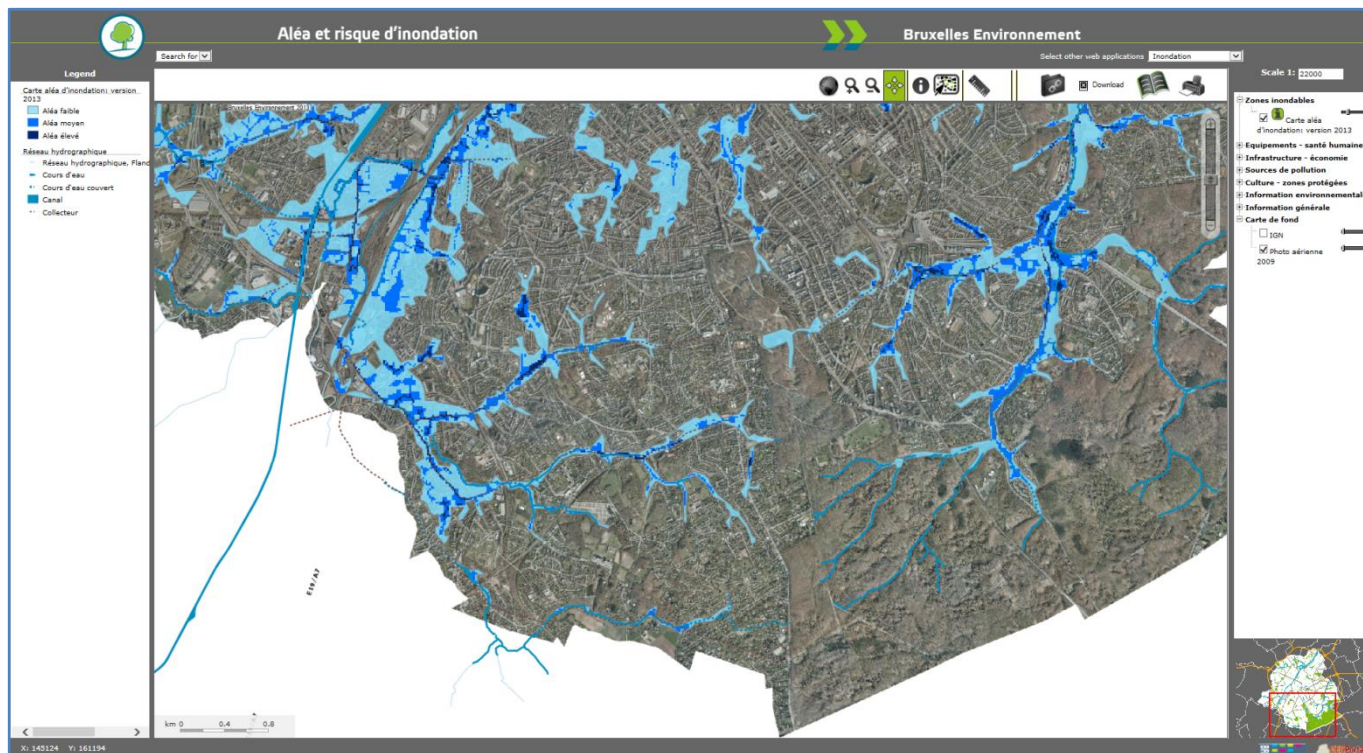 Aléa et risque d'inondation
Bruxelles Environnement
Search for
Select other web applications
Inondation
Legend
Carte aléa d'inondation: version
2013
Aléa faible
Aléa moyen
Aléa élevé
Réseau hydrographique
Réseau hydrographique, Fland
Cours d'eau
Cours d'eau couvert
Canal
Collecteur
Download
Bruxelles Environnement
E19/A7
km 0 0.4 0.8
Scale 1: 22000
Zones inondables
Carte aléa
d'inondation: version 2013
Equipements - santé humaine
Infrastructure - économie
Sources de pollution
Culture - zones protégées
Information environnemental
Information générale
Carte de fond
IGN
Photo aérienne
2009
X: 145124 Y: 161194